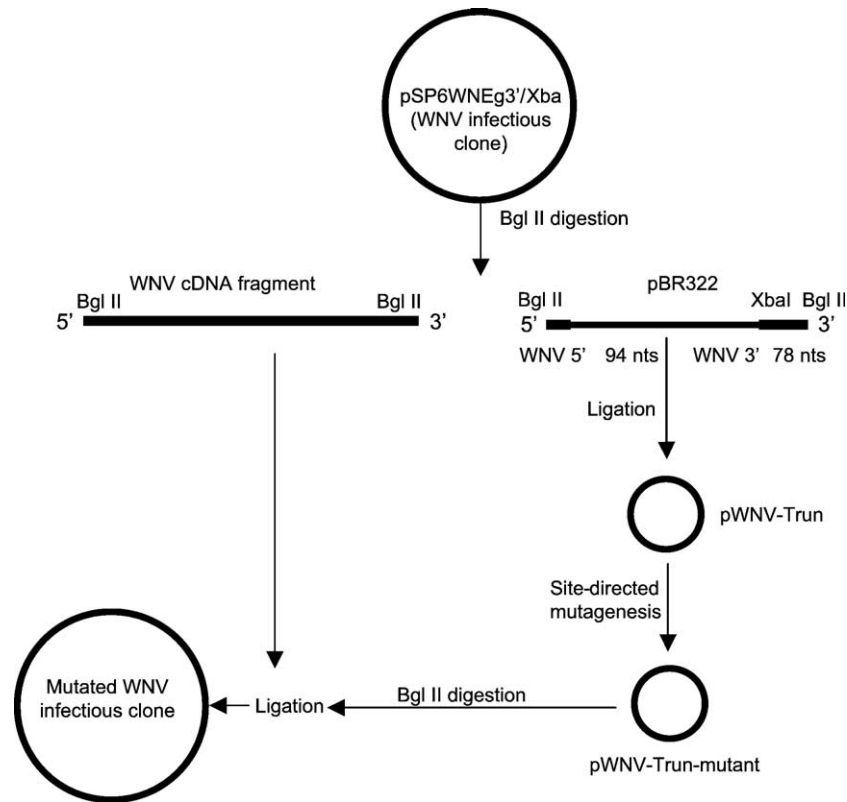 pSP6WNEg3’/Xba
(WNV infectious
clone)
Bgl II digestion
WNV cDNA fragment
Bgl II
Bgl II
5’
3’
pBR322
Bgl II
XbaI
Bgl II
5’
3’
WNV 5’
94 nts
WNV 3’
78 nts
Ligation
pWNV-Trun
Site-directed
mutagenesis
Mutated WNV
infectious clone
Ligation
Bgl II digestion
pWNV-Trun-mutant